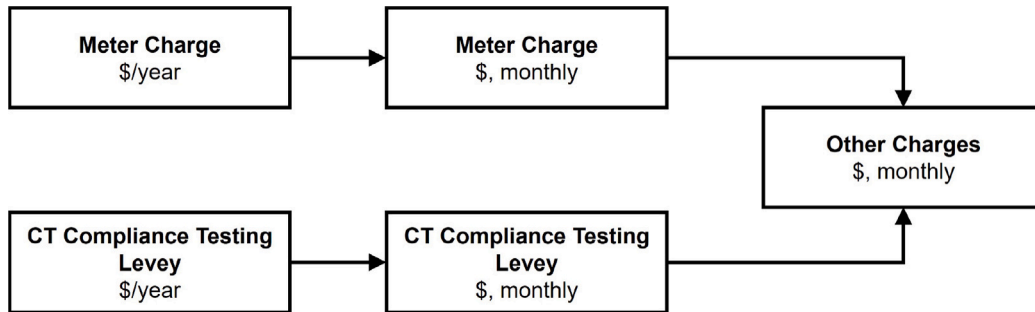 Meter Charge
$/year
Meter Charge
$, monthly
Other Charges
$, monthly
CT Compliance Testing
Levey
$/year
CT Compliance Testing
Levey
$, monthly